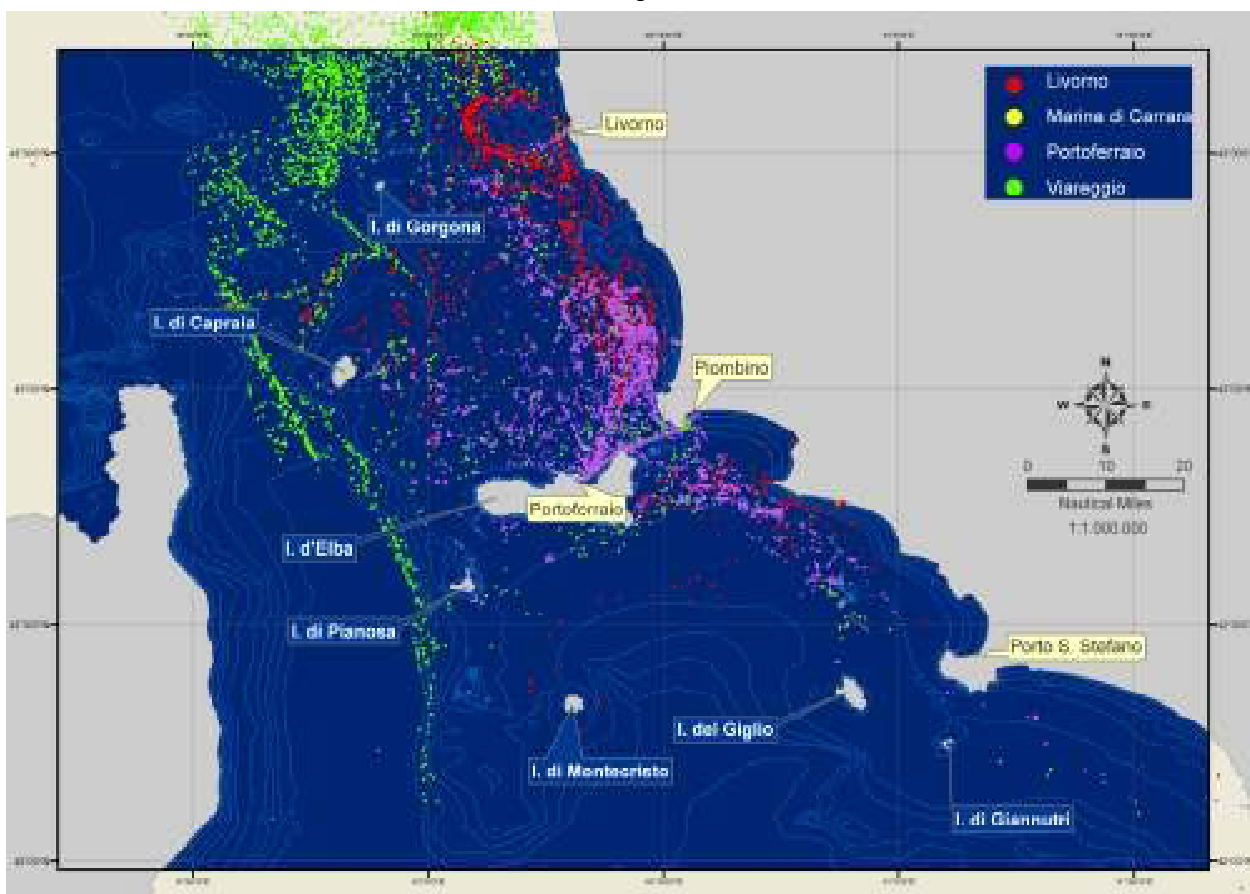 Livorno
Marina di Carrara
Portoferraio
Viareggio
Livorno
I. di Gorgona
I. di Capraia
Piombino
N
W
E
S
0 10 20
Nautical Miles
1:1.000.000
Portoferraio
I. d'Elba
I. di Pianosa
Porto S. Stefano
I. del Giglio
I. di Montecristo
I. di Giannutri